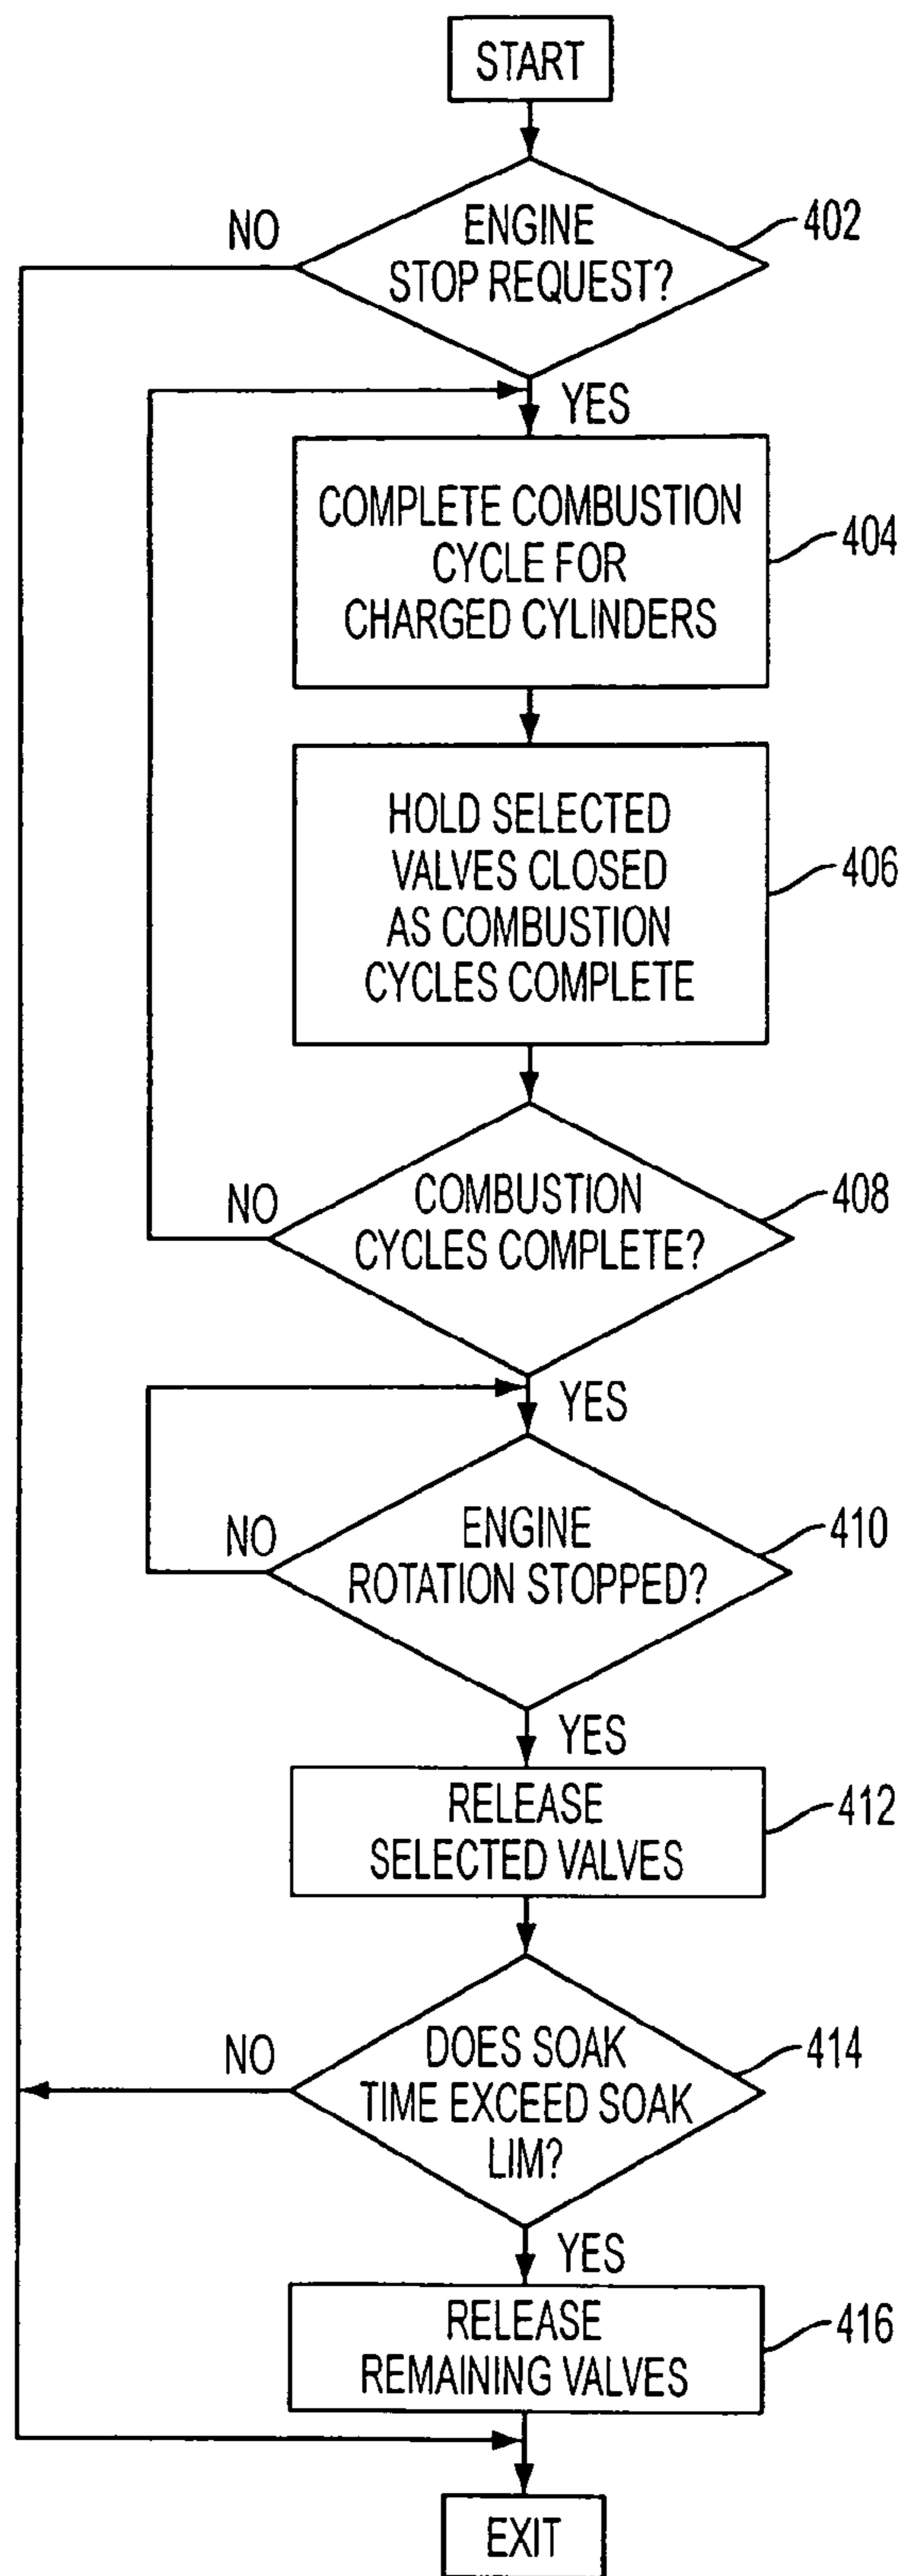 START
ENGINE
STOP REQUEST?
402
NO
YES
COMPLETE COMBUSTION
CYCLE FOR
CHARGED CYLINDERS
404
HOLD SELECTED
VALVES CLOSED
AS COMBUSTION
CYCLES COMPLETE
406
COMBUSTION
CYCLES COMPLETE?
408
NO
YES
ENGINE
ROTATION STOPPED?
410
NO
YES
RELEASE
SELECTED VALVES
412
DOES SOAK
TIME EXCEED SOAK
LIM?
414
NO
YES
RELEASE
REMAINING VALVES
416
EXIT